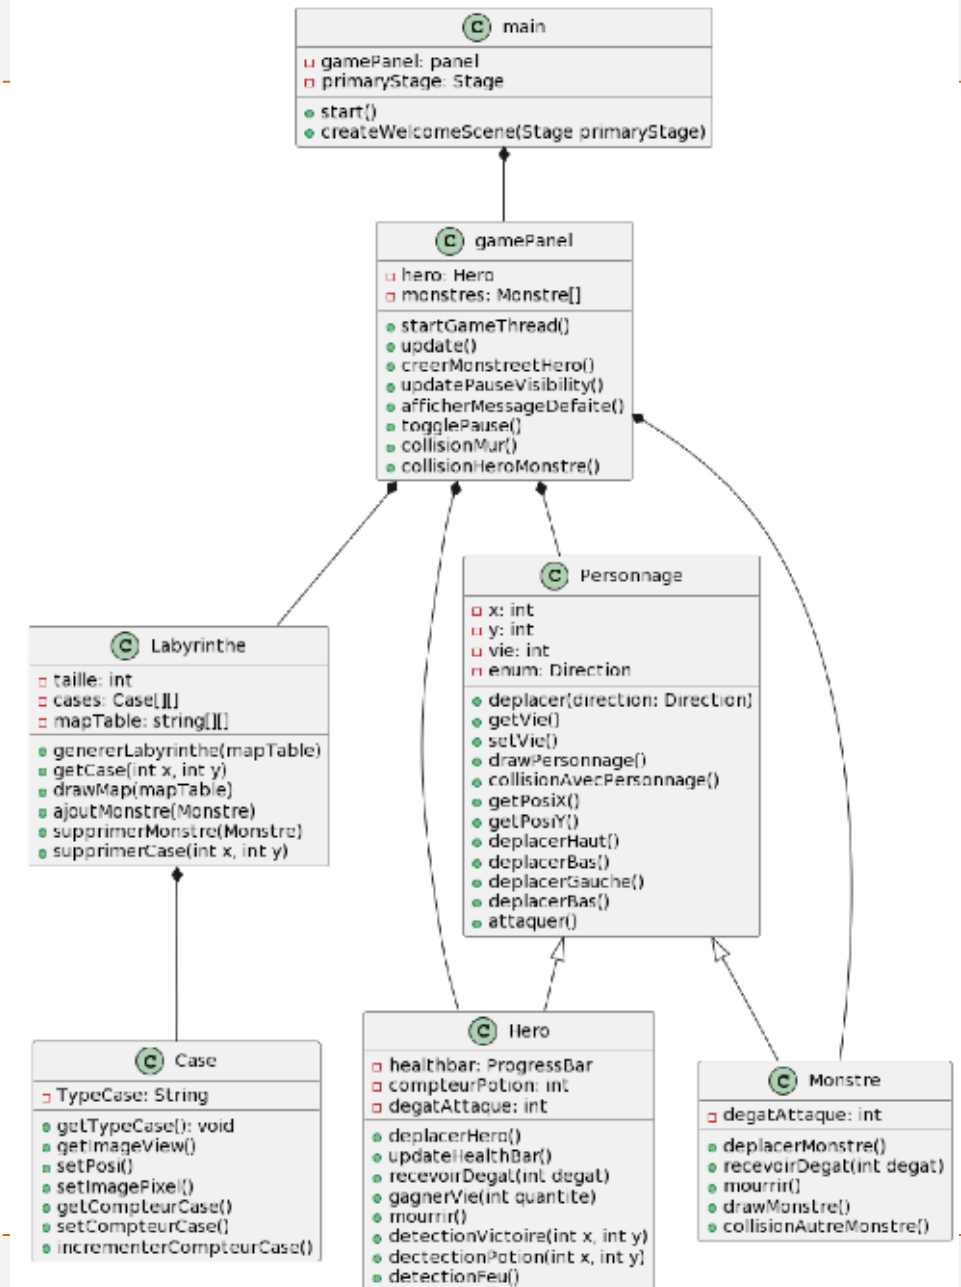 C main
gamePanel: panel
primaryStage: Stage
start()
createWelcomeScene(Stage primaryStage)
C gamePanel
hero: Hero
monstres: Monstre[]
startGameThread()
update()
creerMonstreetHero()
updatePauseVisibility()
afficherMessageDefaite()
togglePause()
collisionMur()
collisionHeroMonstre()
C Personnage
x: int
y: int
vie: int
enum: Direction
deplacer(direction: Direction)
getVie()
setVie()
drawPersonnage()
collisionAvecPersonnage()
getPosiX()
getPosiY()
deplacerHaut()
deplacerBas()
deplacerGauche()
deplacerBas()
attaquer()
C Labyrinthe
taille: int
cases: Case[][]
mapTable: string[][]
genererLabyrinthe(mapTable)
getCase(int x, int y)
drawMap(mapTable)
ajoutMonstre(Monstre)
supprimerMonstre(Monstre)
supprimerCase(int x, int y)
C Case
TypeCase: String
getTypeCase(): void
getImageView()
setPosi()
setImagePixel()
getCompteurCase()
setCompteurCase()
incrementerCompteurCase()
C Hero
healthbar: ProgressBar
compteurPotion: int
degatAttaque: int
deplacerHero()
updateHealthBar()
recevoirDegat(int degat)
gagnerVie(int quantite)
mourrir()
detectionVictoire(int x, int y)
dectectionPotion(int x, int y)
detectionFeu()
C Monstre
degatAttaque: int
deplacerMonstre()
recevoirDegat(int degat)
mourrir()
drawMonstre()
collisionAutreMonstre()